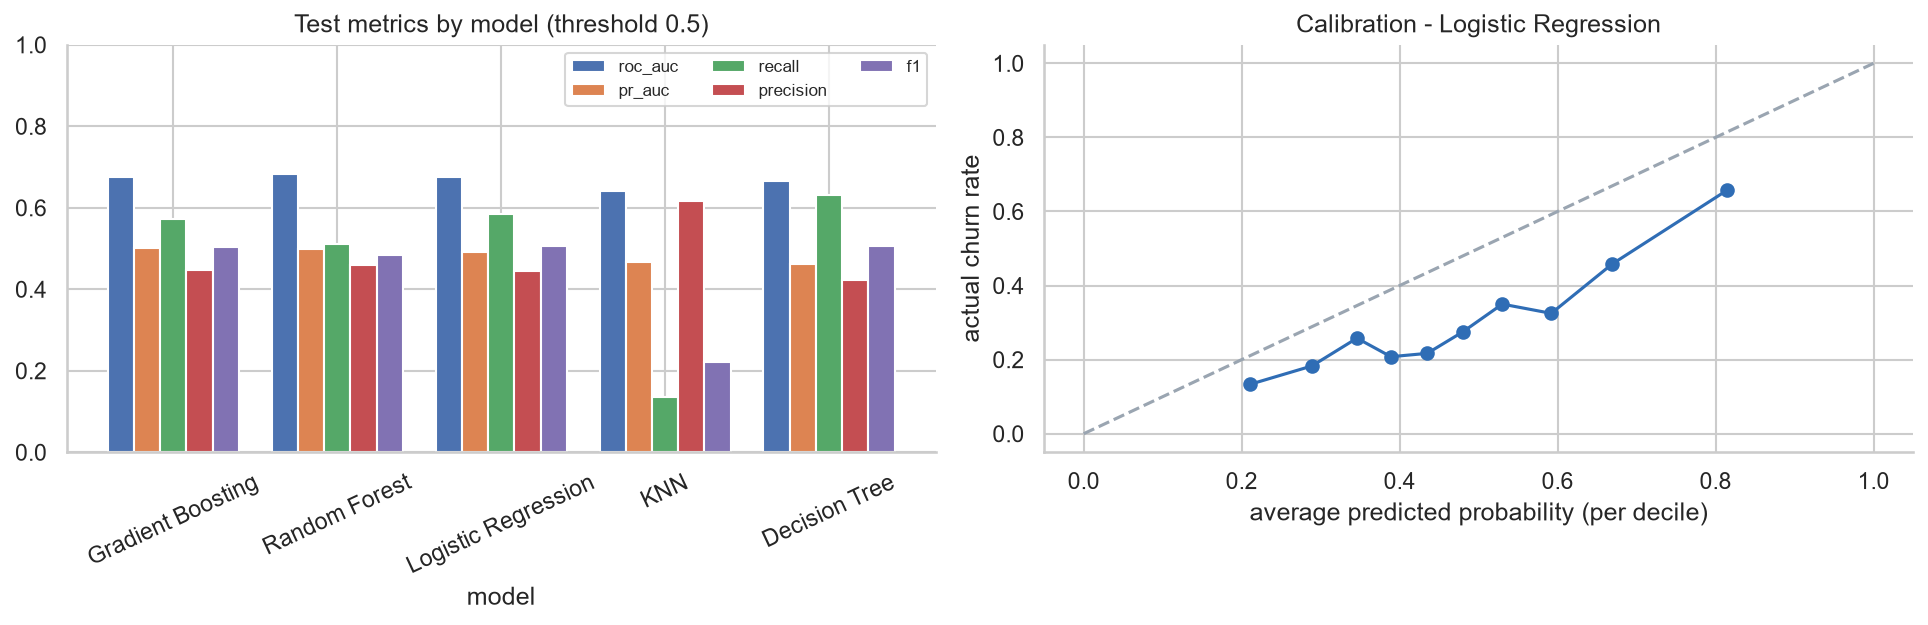 Test metrics by model (threshold 0.5)
roc_auc
pr_auc
recall
precision
f1
1.0
0.8
0.6
0.4
0.2
0.0
Gradient Boosting
Random Forest
Logistic Regression
KNN
Decision Tree
model
Calibration - Logistic Regression
actual churn rate
1.0
0.8
0.6
0.4
0.2
0.0
0.0 0.2 0.4 0.6 0.8 1.0
average predicted probability (per decile)